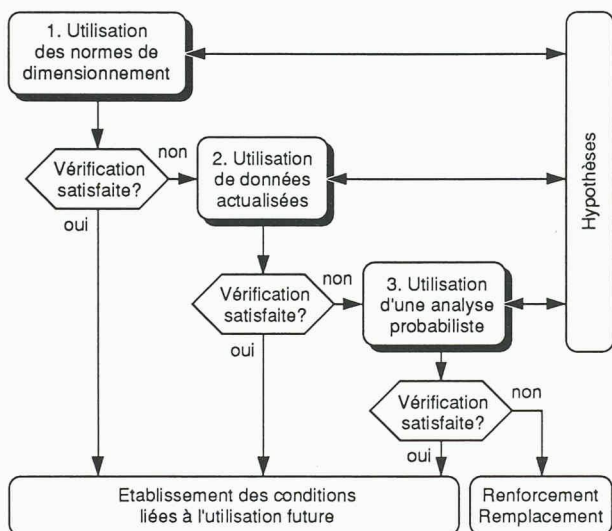 1. Utilisation
des normes de
dimensionnement
Hypothèses
Vérification
satisfaite?
non
oui
2. Utilisation
de données
actualisées
Vérification
satisfaite?
non
oui
3. Utilisation
d'une analyse
probabiliste
Vérification
satisfaite?
non
oui
Etablissement des conditions
liées à l'utilisation future
Renforcement
Remplacement